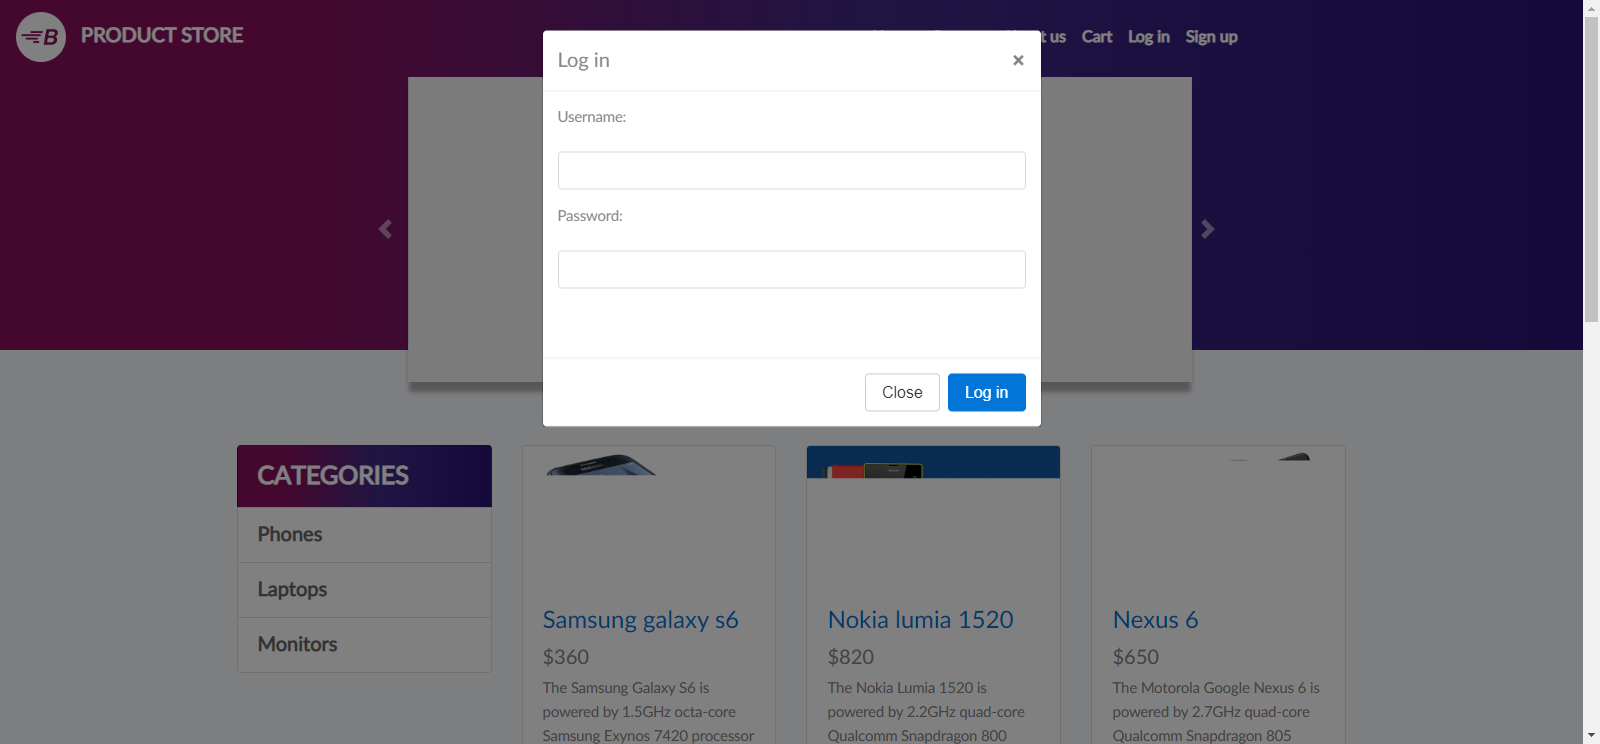 B PRODUCT STORE
t us Cart Log in Sign up
Log in ×
Username:
Password:
Close Log in
CATEGORIES
Phones
Laptops
Monitors
Samsung galaxy s6
$360
The Samsung Galaxy S6 is
powered by 1.5GHz octa-core
Samsung Exynos 7420 processor
Nokia lumia 1520
$820
The Nokia Lumia 1520 is
powered by 2.2GHz quad-core
Qualcomm Snapdragon 800
Nexus 6
$650
The Motorola Google Nexus 6 is
powered by 2.7GHz quad-core
Qualcomm Snapdragon 805